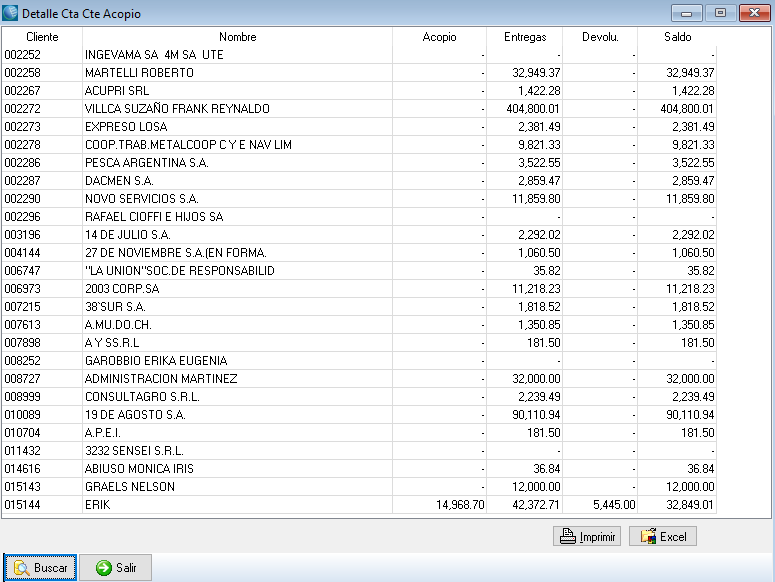 Detalle Cta Cte Acopio
Cliente Nombre Acopio Entregas Devolu. Saldo
002252 INGEVAMA SA 4M SA UTE - - - -
002258 MARTELLI ROBERTO - 32,949.37 - 32,949.37
002267 ACUPRI SRL - 1,422.28 - 1,422.28
002272 VILLCA SUZAÑO FRANK REYNALDO - 404,800.01 - 404,800.01
002273 EXPRESO LOSA - 2,381.49 - 2,381.49
002278 COOP.TRAB.METALCOOP C Y E NAV LIM - 9,821.33 - 9,821.33
002286 PESCA ARGENTINA S.A. - 3,522.55 - 3,522.55
002287 DACMEN S.A. - 2,859.47 - 2,859.47
002290 NOVO SERVICIOS S.A. - 11,859.80 - 11,859.80
002296 RAFAEL CIOFFI E HIJOS SA - - - -
003196 14 DE JULIO S.A. - 2,292.02 - 2,292.02
004144 27 DE NOVIEMBRE S.A.(EN FORMA. - 1,060.50 - 1,060.50
006747 "LA UNION"SOC.DE RESPONSABILID - 35.82 - 35.82
006973 2003 CORP.SA - 11,218.23 - 11,218.23
007215 38`SUR S.A. - 1,818.52 - 1,818.52
007613 A.MU.DO.CH. - 1,350.85 - 1,350.85
007898 A Y SS.R.L - 181.50 - 181.50
008252 GAROBBIO ERIKA EUGENIA - - - -
008727 ADMINISTRACION MARTINEZ - 32,000.00 - 32,000.00
008999 CONSULTAGRO S.R.L. - 2,239.49 - 2,239.49
010089 19 DE AGOSTO S.A. - 90,110.94 - 90,110.94
010704 A.P.E.I. - 181.50 - 181.50
011432 3232 SENSEI S.R.L. - - - -
014616 ABIUSO MONICA IRIS - 36.84 - 36.84
015143 GRAELS NELSON - 12,000.00 - 12,000.00
015144 ERIK 14,968.70 42,372.71 5,445.00 32,849.01
Imprimir Excel
Buscar Salir